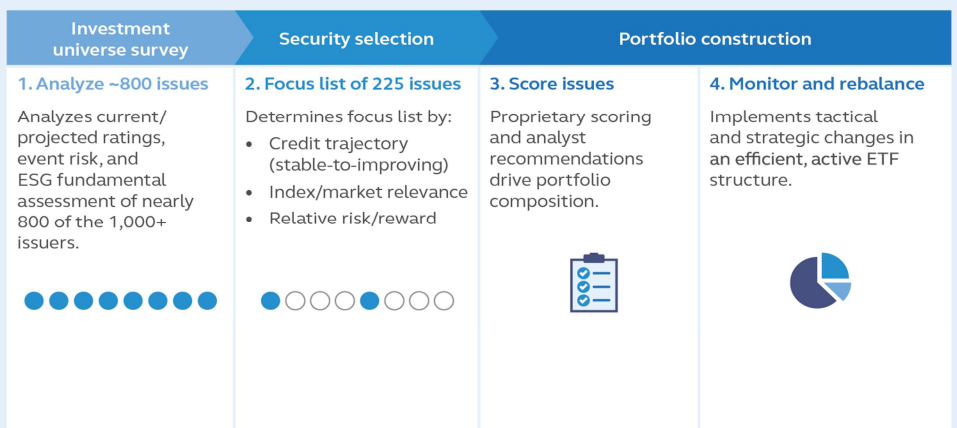 Investment
universe survey
Security selection
Portfolio construction
1. Analyze ~800 issues
Analyzes current/
projected ratings,
event risk, and
ESG fundamental
assessment of nearly
800 of the 1,000+
issuers.
2. Focus list of 225 issues
Determines focus list by:
• Credit trajectory
(stable-to-improving)
• Index/market relevance
• Relative risk/reward
3. Score issues
Proprietary scoring
and analyst
recommendations
drive portfolio
composition.
4. Monitor and rebalance
Implements tactical
and strategic changes in
an efficient, active ETF
structure.